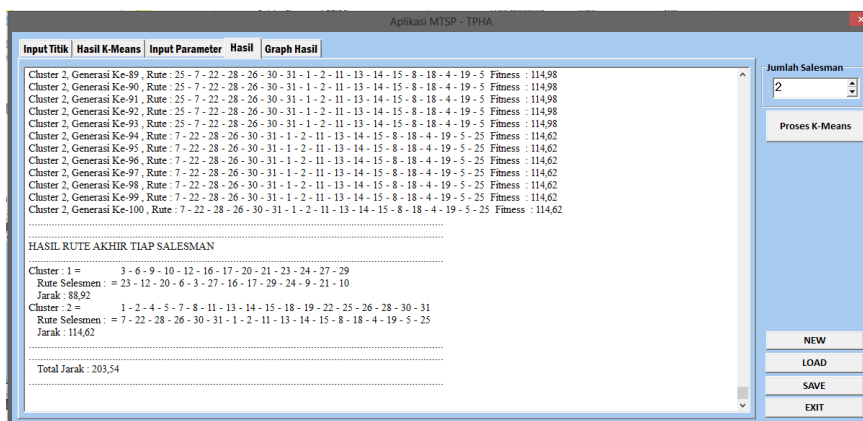 Aplikasi MTSP - TPHA
Input Titik Hasil K-Means Input Parameter Hasil Graph Hasil
Cluster 2, Generasi Ke-89 , Rute : 25 - 7 - 22 - 28 - 26 - 30 - 31 - 1 - 2 - 11 - 13 - 14 - 15 - 8 - 18 - 4 - 19 - 5 Fitness : 114,98
Cluster 2, Generasi Ke-90 , Rute : 25 - 7 - 22 - 28 - 26 - 30 - 31 - 1 - 2 - 11 - 13 - 14 - 15 - 8 - 18 - 4 - 19 - 5 Fitness : 114,98
Cluster 2, Generasi Ke-91 , Rute : 25 - 7 - 22 - 28 - 26 - 30 - 31 - 1 - 2 - 11 - 13 - 14 - 15 - 8 - 18 - 4 - 19 - 5 Fitness : 114,98
Cluster 2, Generasi Ke-92 , Rute : 25 - 7 - 22 - 28 - 26 - 30 - 31 - 1 - 2 - 11 - 13 - 14 - 15 - 8 - 18 - 4 - 19 - 5 Fitness : 114,98
Cluster 2, Generasi Ke-93 , Rute : 25 - 7 - 22 - 28 - 26 - 30 - 31 - 1 - 2 - 11 - 13 - 14 - 15 - 8 - 18 - 4 - 19 - 5 Fitness : 114,98
Cluster 2, Generasi Ke-94 , Rute : 7 - 22 - 28 - 26 - 30 - 31 - 1 - 2 - 11 - 13 - 14 - 15 - 8 - 18 - 4 - 19 - 5 - 25 Fitness : 114,62
Cluster 2, Generasi Ke-95 , Rute : 7 - 22 - 28 - 26 - 30 - 31 - 1 - 2 - 11 - 13 - 14 - 15 - 8 - 18 - 4 - 19 - 5 - 25 Fitness : 114,62
Cluster 2, Generasi Ke-96 , Rute : 7 - 22 - 28 - 26 - 30 - 31 - 1 - 2 - 11 - 13 - 14 - 15 - 8 - 18 - 4 - 19 - 5 - 25 Fitness : 114,62
Cluster 2, Generasi Ke-97 , Rute : 7 - 22 - 28 - 26 - 30 - 31 - 1 - 2 - 11 - 13 - 14 - 15 - 8 - 18 - 4 - 19 - 5 - 25 Fitness : 114,62
Cluster 2, Generasi Ke-98 , Rute : 7 - 22 - 28 - 26 - 30 - 31 - 1 - 2 - 11 - 13 - 14 - 15 - 8 - 18 - 4 - 19 - 5 - 25 Fitness : 114,62
Cluster 2, Generasi Ke-99 , Rute : 7 - 22 - 28 - 26 - 30 - 31 - 1 - 2 - 11 - 13 - 14 - 15 - 8 - 18 - 4 - 19 - 5 - 25 Fitness : 114,62
Cluster 2, Generasi Ke-100 , Rute : 7 - 22 - 28 - 26 - 30 - 31 - 1 - 2 - 11 - 13 - 14 - 15 - 8 - 18 - 4 - 19 - 5 - 25 Fitness : 114,62
HASIL RUTE AKHIR TIAP SALESMAN
Cluster : 1 = 3 - 6 - 9 - 10 - 12 - 16 - 17 - 20 - 21 - 23 - 24 - 27 - 29
Rute Selesmen : = 23 - 12 - 20 - 6 - 3 - 27 - 16 - 17 - 29 - 24 - 9 - 21 - 10
Jarak : 88,92
Cluster : 2 = 1 - 2 - 4 - 5 - 7 - 8 - 11 - 13 - 14 - 15 - 18 - 19 - 22 - 25 - 26 - 28 - 30 - 31
Rute Selesmen : = 7 - 22 - 28 - 26 - 30 - 31 - 1 - 2 - 11 - 13 - 14 - 15 - 8 - 18 - 4 - 19 - 5 - 25
Jarak : 114,62
Total Jarak : 203,54
Jumlah Salesman
2
Proses K-Means
NEW
LOAD
SAVE
EXIT